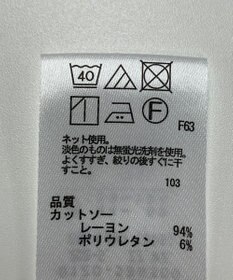 40
F
F63
ネット使用。
淡色のものは無蛍光洗剤を使用。
よくすすぎ、絞りの後すぐに干
すこと。
103
品質
カットソー
レーヨン 94%
ポリウレタン 6%